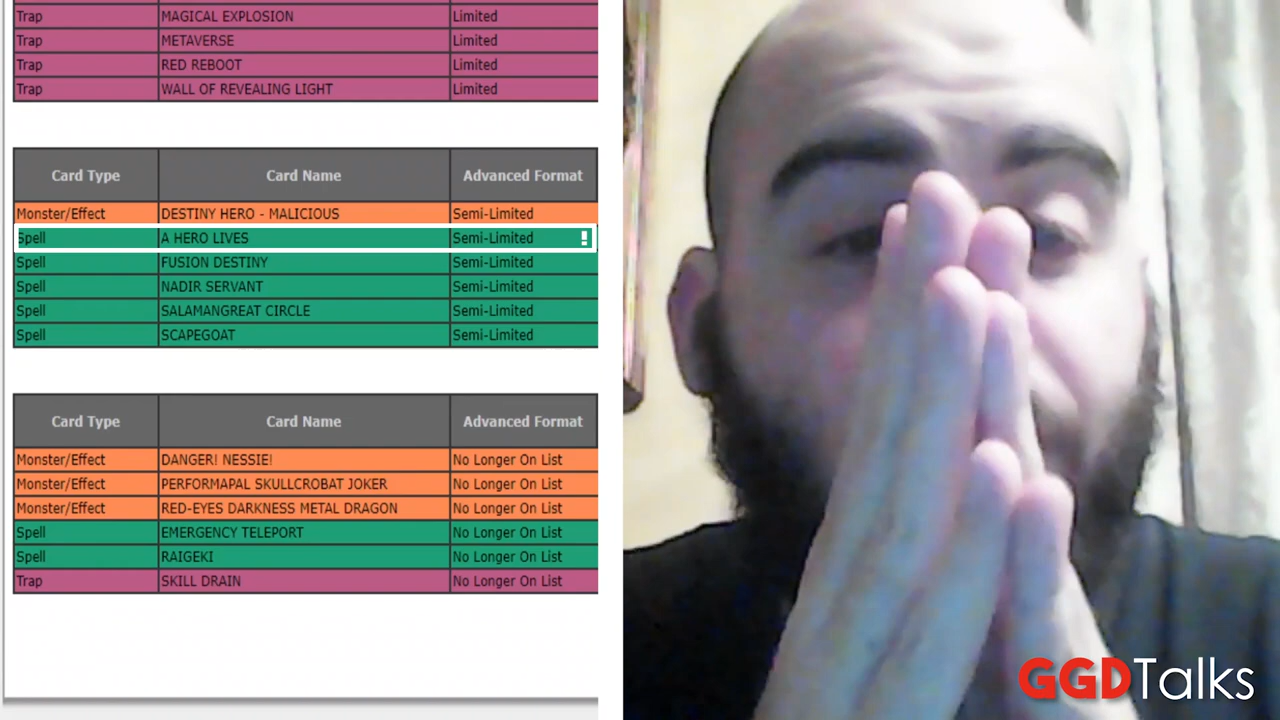 Trap MAGICAL EXPLOSION Limited
Trap METAVERSE Limited
Trap RED REBOOT Limited
Trap WALL OF REVEALING LIGHT Limited
Card Type Card Name Advanced Format
Monster/Effect DESTINY HERO - MALICIOUS Semi-Limited
Spell A HERO LIVES Semi-Limited !
Spell FUSION DESTINY Semi-Limited
Spell NADIR SERVANT Semi-Limited
Spell SALAMANGREAT CIRCLE Semi-Limited
Spell SCAPEGOAT Semi-Limited
Card Type Card Name Advanced Format
Monster/Effect DANGER! NESSIE! No Longer On List
Monster/Effect PERFORMAPAL SKULLCROBAT JOKER No Longer On List
Monster/Effect RED-EYES DARKNESS METAL DRAGON No Longer On List
Spell EMERGENCY TELEPORT No Longer On List
Spell RAIGEKI No Longer On List
Trap SKILL DRAIN No Longer On List
GGDTalks